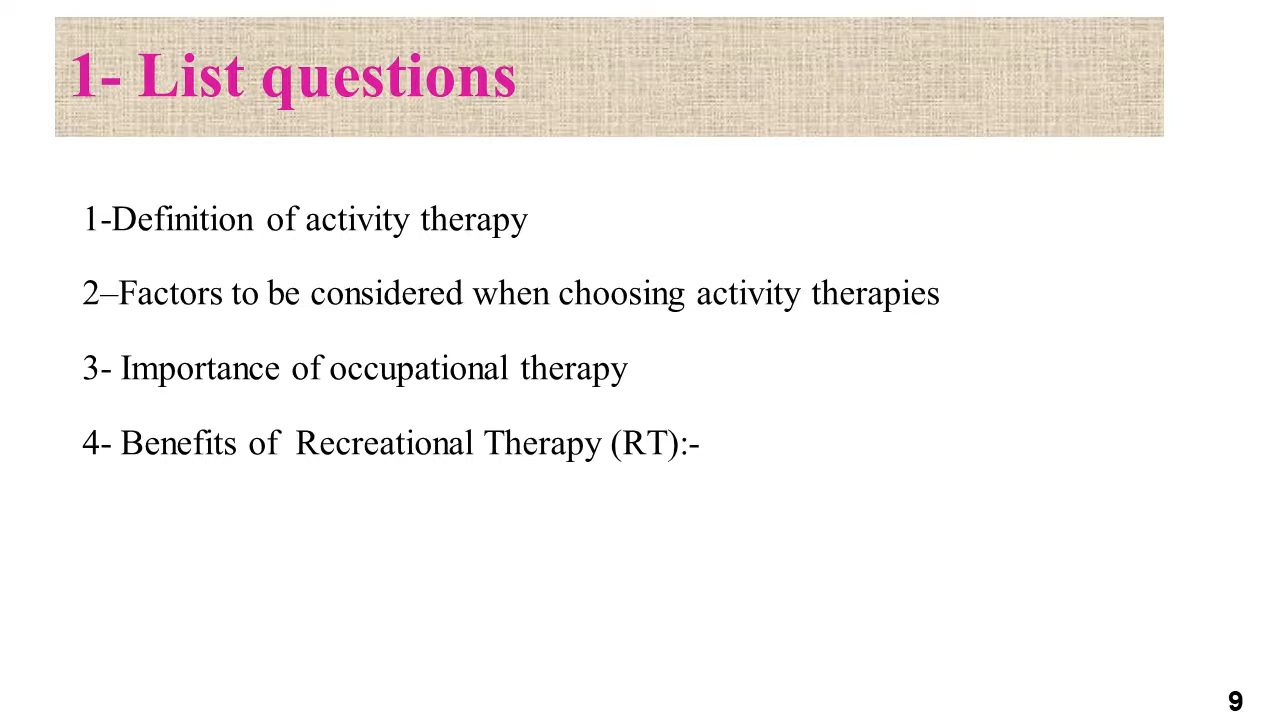 1- List questions
1-Definition of activity therapy
2–Factors to be considered when choosing activity therapies
3- Importance of occupational therapy
4- Benefits of  Recreational Therapy (RT):-
9